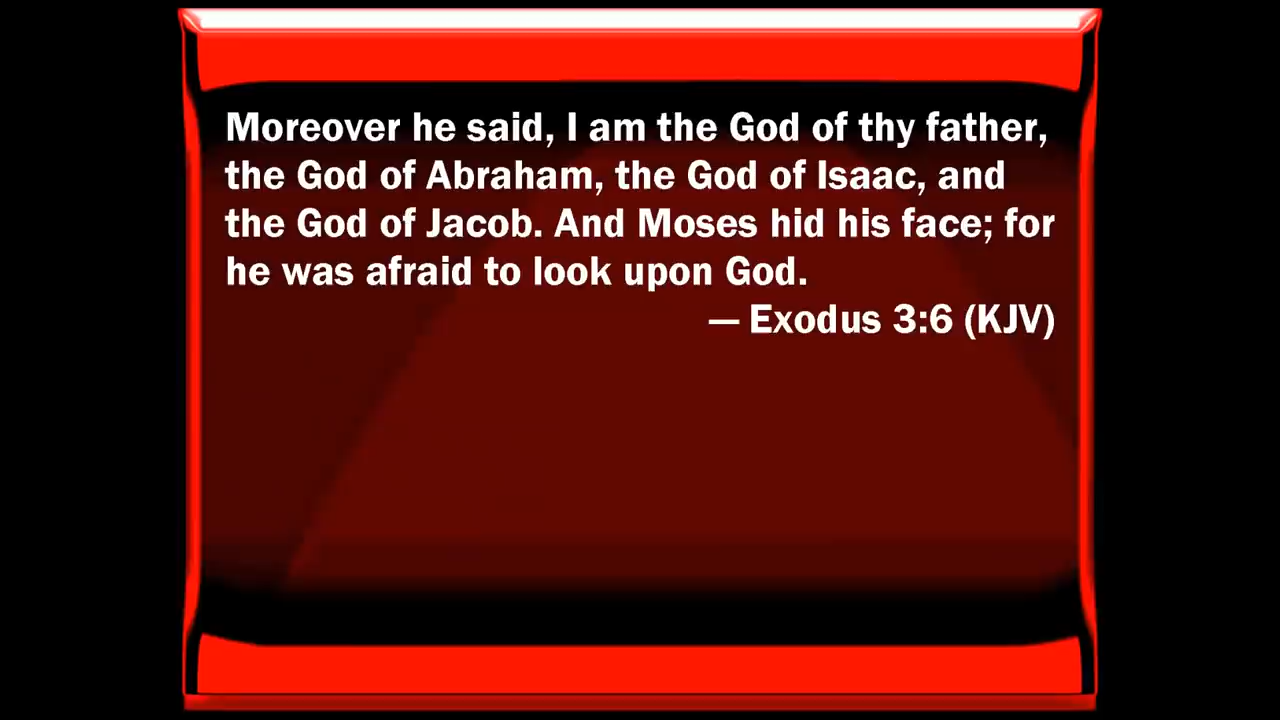 Moreover he said, I am the God of thy father,
the God of Abraham, the God of Isaac, and
the God of Jacob. And Moses hid his face; for
he was afraid to look upon God.
— Exodus 3:6 (KJV)